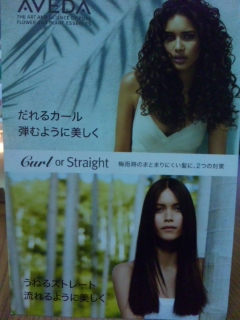 AVEDA
THE ART AND SCIENCE OF PURE
FLOWER AND PLANT ESSENCES
だれるカール
弾むように美しく
Curl or Straight
梅雨時のまとまりにくい髪に、2つの対策
うねるストレート
流れるように美しく